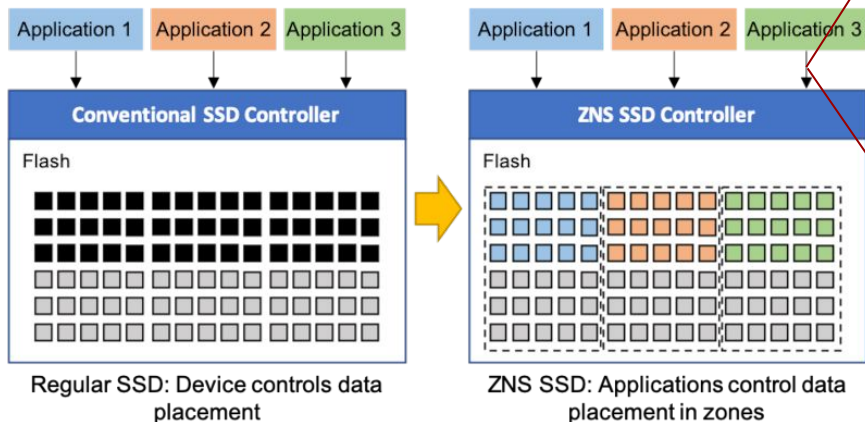 Application 1
Application 2
Application 3
Conventional SSD Controller
Flash
Regular SSD: Device controls data
placement
Application 1
Application 2
Application 3
ZNS SSD Controller
Flash
ZNS SSD: Applications control data
placement in zones